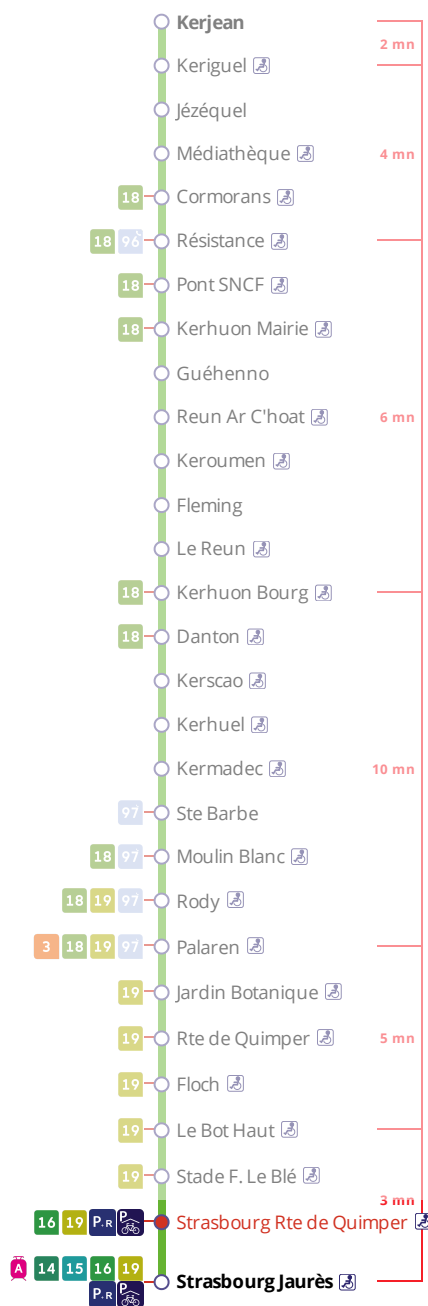 Kerjean
2 mn
Keriguel
Jézéquel
Médiathèque
4 mn
18 Cormorans
18 96 Résistance
18 Pont SNCF
18 Kerhuon Mairie
Guéhenno
Reun Ar C'hoat
6 mn
Keroumen
Fleming
Le Reun
18 Kerhuon Bourg
18 Danton
Kerscao
Kerhuel
Kermadec
10 mn
97 Ste Barbe
18 97 Moulin Blanc
18 19 97 Rody
3 18 19 97 Palaren
19 Jardin Botanique
19 Rte de Quimper
5 mn
19 Floch
19 Le Bot Haut
19 Stade F. Le Blé
3 mn
16 19 P.R P Strasbourg Rte de Quimper
A 14 15 16 19
P.R P Strasbourg Jaurès